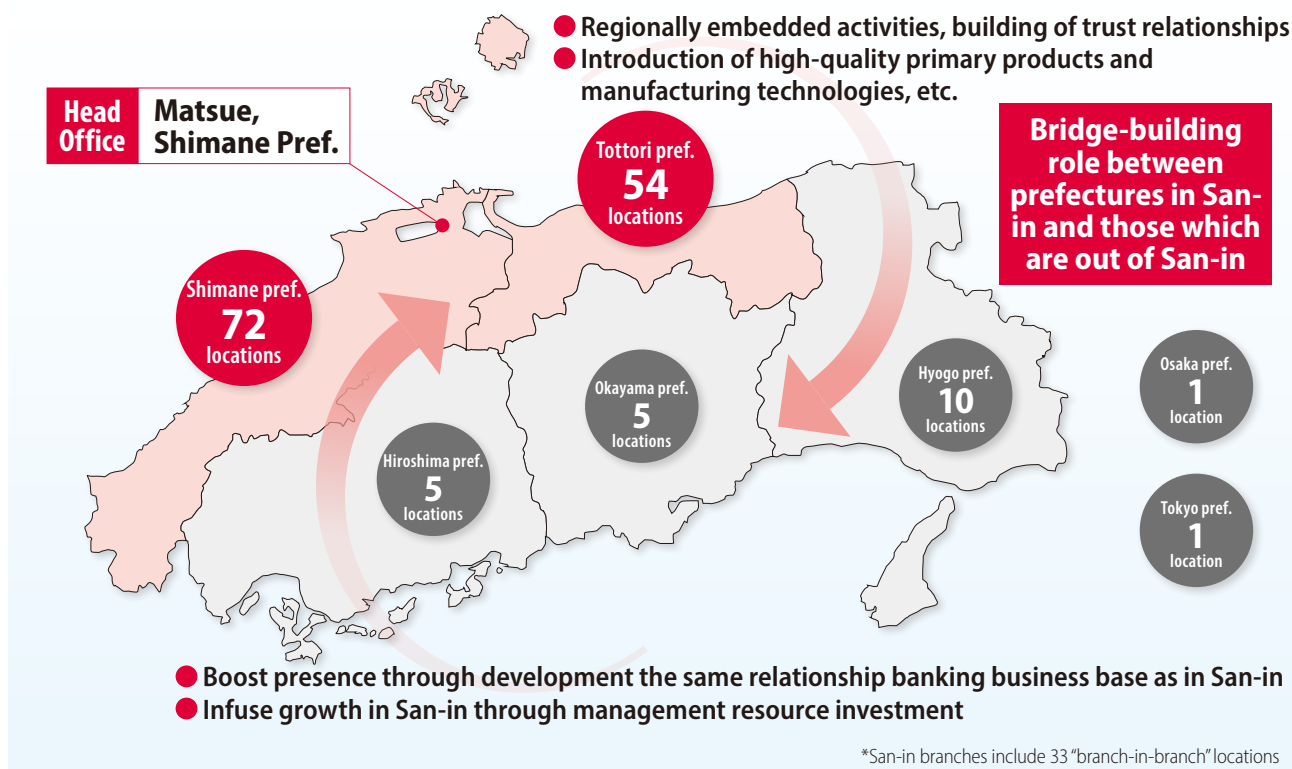 ● Regionally embedded activities, building of trust relationships
● Introduction of high-quality primary products and
manufacturing technologies, etc.
Head
Office
Matsue,
Shimane Pref.
Bridge-building
role between
prefectures in San-
in and those which
are out of San-in
Tottori pref.
54
locations
Shimane pref.
72
locations
Okayama pref.
5
locations
Hyogo pref.
10
locations
Osaka pref.
1
location
Hiroshima pref.
5
locations
Tokyo pref.
1
location
● Boost presence through development the same relationship banking business base as in San-in
● Infuse growth in San-in through management resource investment
*San-in branches include 33 “branch-in-branch” locations